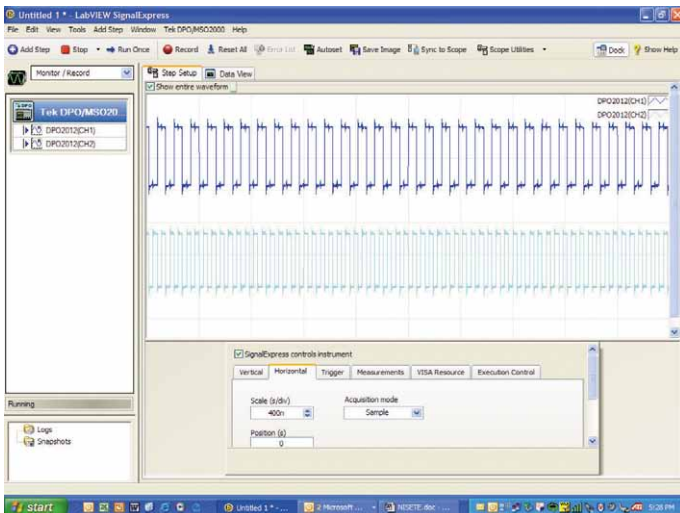 Untitled 1 * - LabVIEW SignalExpress
File Edit View Tools Add Step Window Tek DPO/MSO2000 Help
Add Step Stop Run Once Record Reset All Error List Autoset Save Image Sync to Scope Scope Utilities Dock Show Help
Monitor / Record
Step Setup Data View
Show entire waveform
DPO2012(CH1)
DPO2012(CH2)
Tek DPO/MSO20
DPO2012(CH1)
DPO2012(CH2)
SignalExpress controls instrument
Vertical Horizontal Trigger Measurements VISA Resource Execution Control
Scale (s/div) Acquisition mode
400n Sample
Position (s)
0
Running
Logs
Snapshots
start Untitled 1 * - ... 2 Microsoft ... NISETE.doc - ... 5:28 PM